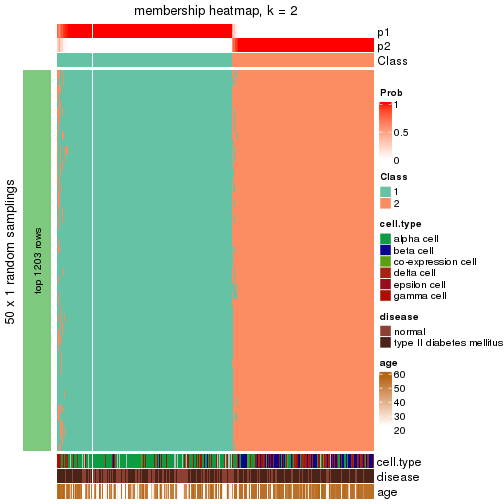 membership heatmap, k = 2
p1
p2
Class
50 x 1 random samplings
top 1203 rows
Prob
1
0.5
0
Class
1
2
cell.type
alpha cell
beta cell
co-expression cell
delta cell
epsilon cell
gamma cell
disease
normal
type II diabetes mellitus
age
60
50
40
30
20
cell.type
disease
age